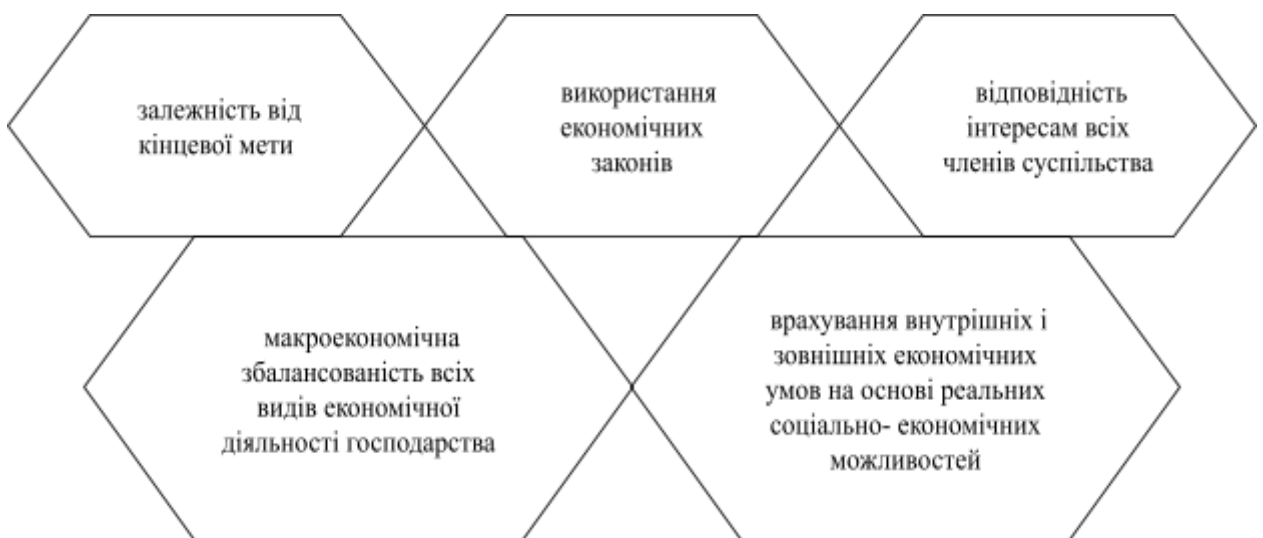 залежність від
кінцевої мети
використання
економічних
законів
відповідність
інтересам всіх
членів суспільства
макроекономічна
збалансованість всіх
видів економічної
діяльності господарства
врахування внутрішніх і
зовнішніх економічних
умов на основі реальних
соціально- економічних
можливостей